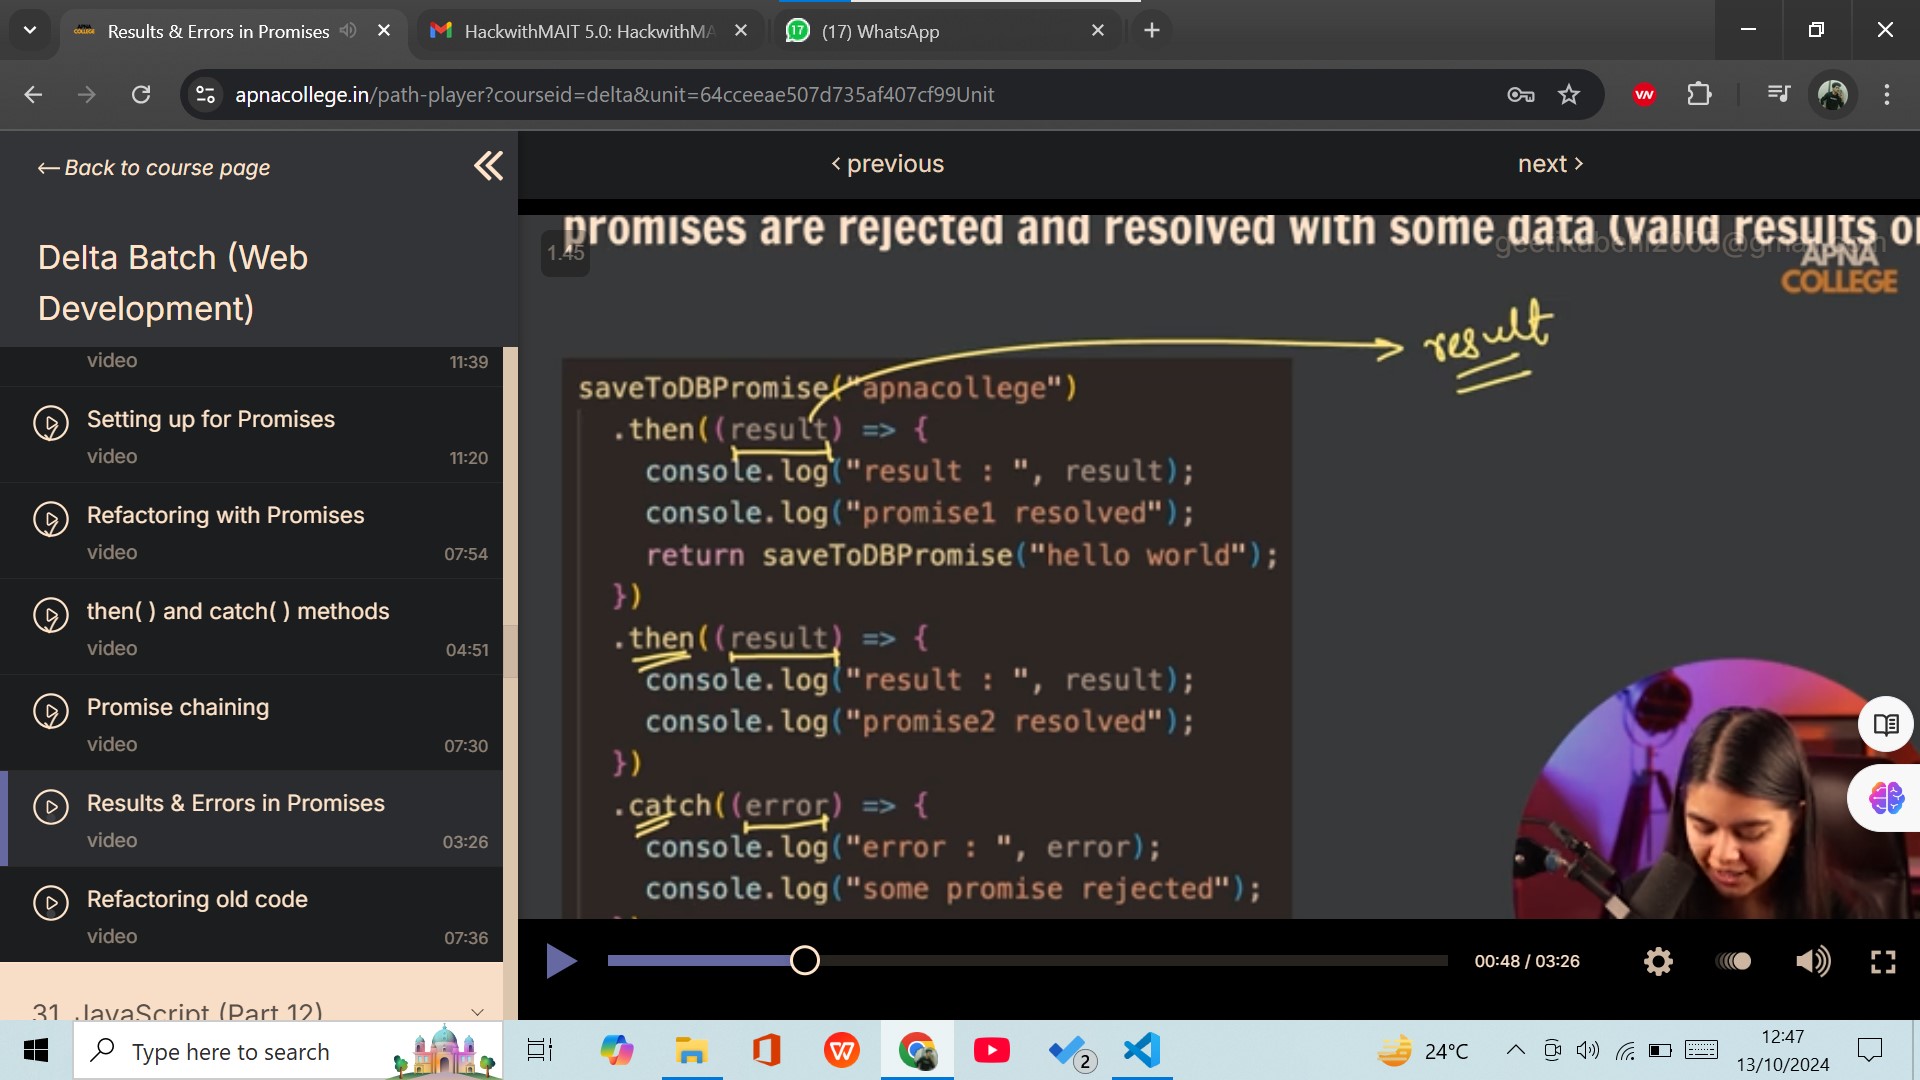 Results & Errors in Promises
HackwithMAIT 5.0: HackwithMA
(17) WhatsApp
apnacollege.in/path-player?courseid=delta&unit=64cceeae507d735af407cf99Unit
← Back to course page
< previous
next >
Delta Batch (Web
Development)
video
11:39
Setting up for Promises
video
11:20
Refactoring with Promises
video
07:54
then( ) and catch( ) methods
video
04:51
Promise chaining
video
07:30
Results & Errors in Promises
video
03:26
Refactoring old code
video
07:36
31. JavaScript (Part 12)
promises are rejected and resolved with some data (valid results o
1.45
APNA
COLLEGE
result
saveToDBPromise("apnacollege")
.then((result) => {
console.log("result : ", result);
console.log("promise1 resolved");
return saveToDBPromise("hello world");
})
.then((result) => {
console.log("result : ", result);
console.log("promise2 resolved");
})
.catch((error) => {
console.log("error : ", error);
console.log("some promise rejected");
00:48 / 03:26
Type here to search
2
24°C
12:47
13/10/2024